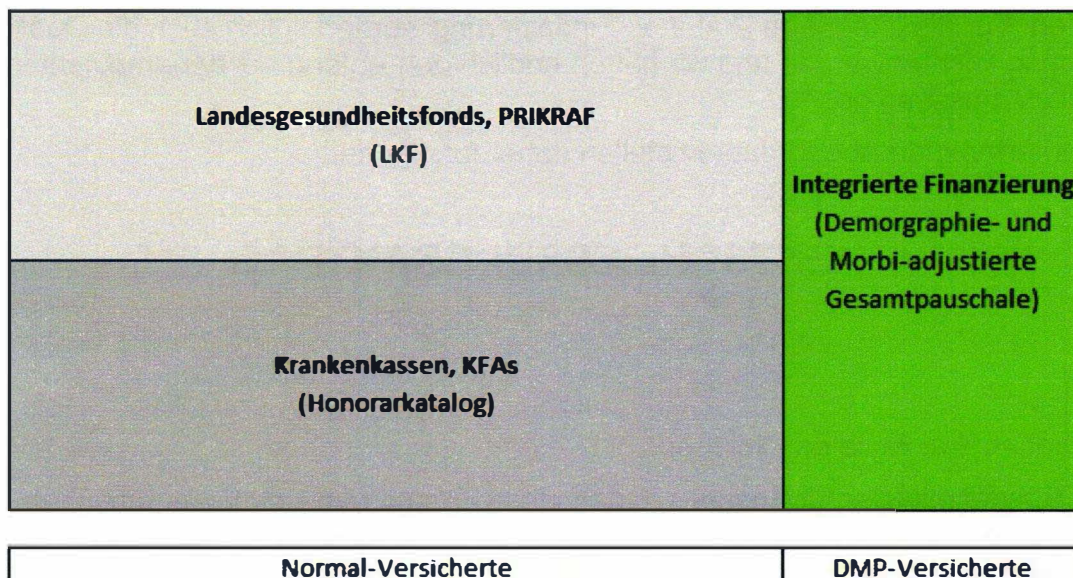 Landesgesundheitsfonds, PRIKRAF
(LKF)
Integrierte Finanzierung
(Demorgraphie- und
Morbi-adjustierte
Gesamtpauschale)
Krankenkassen, KFAs
(Honorarkatalog)
Normal-Versicherte
DMP-Versicherte